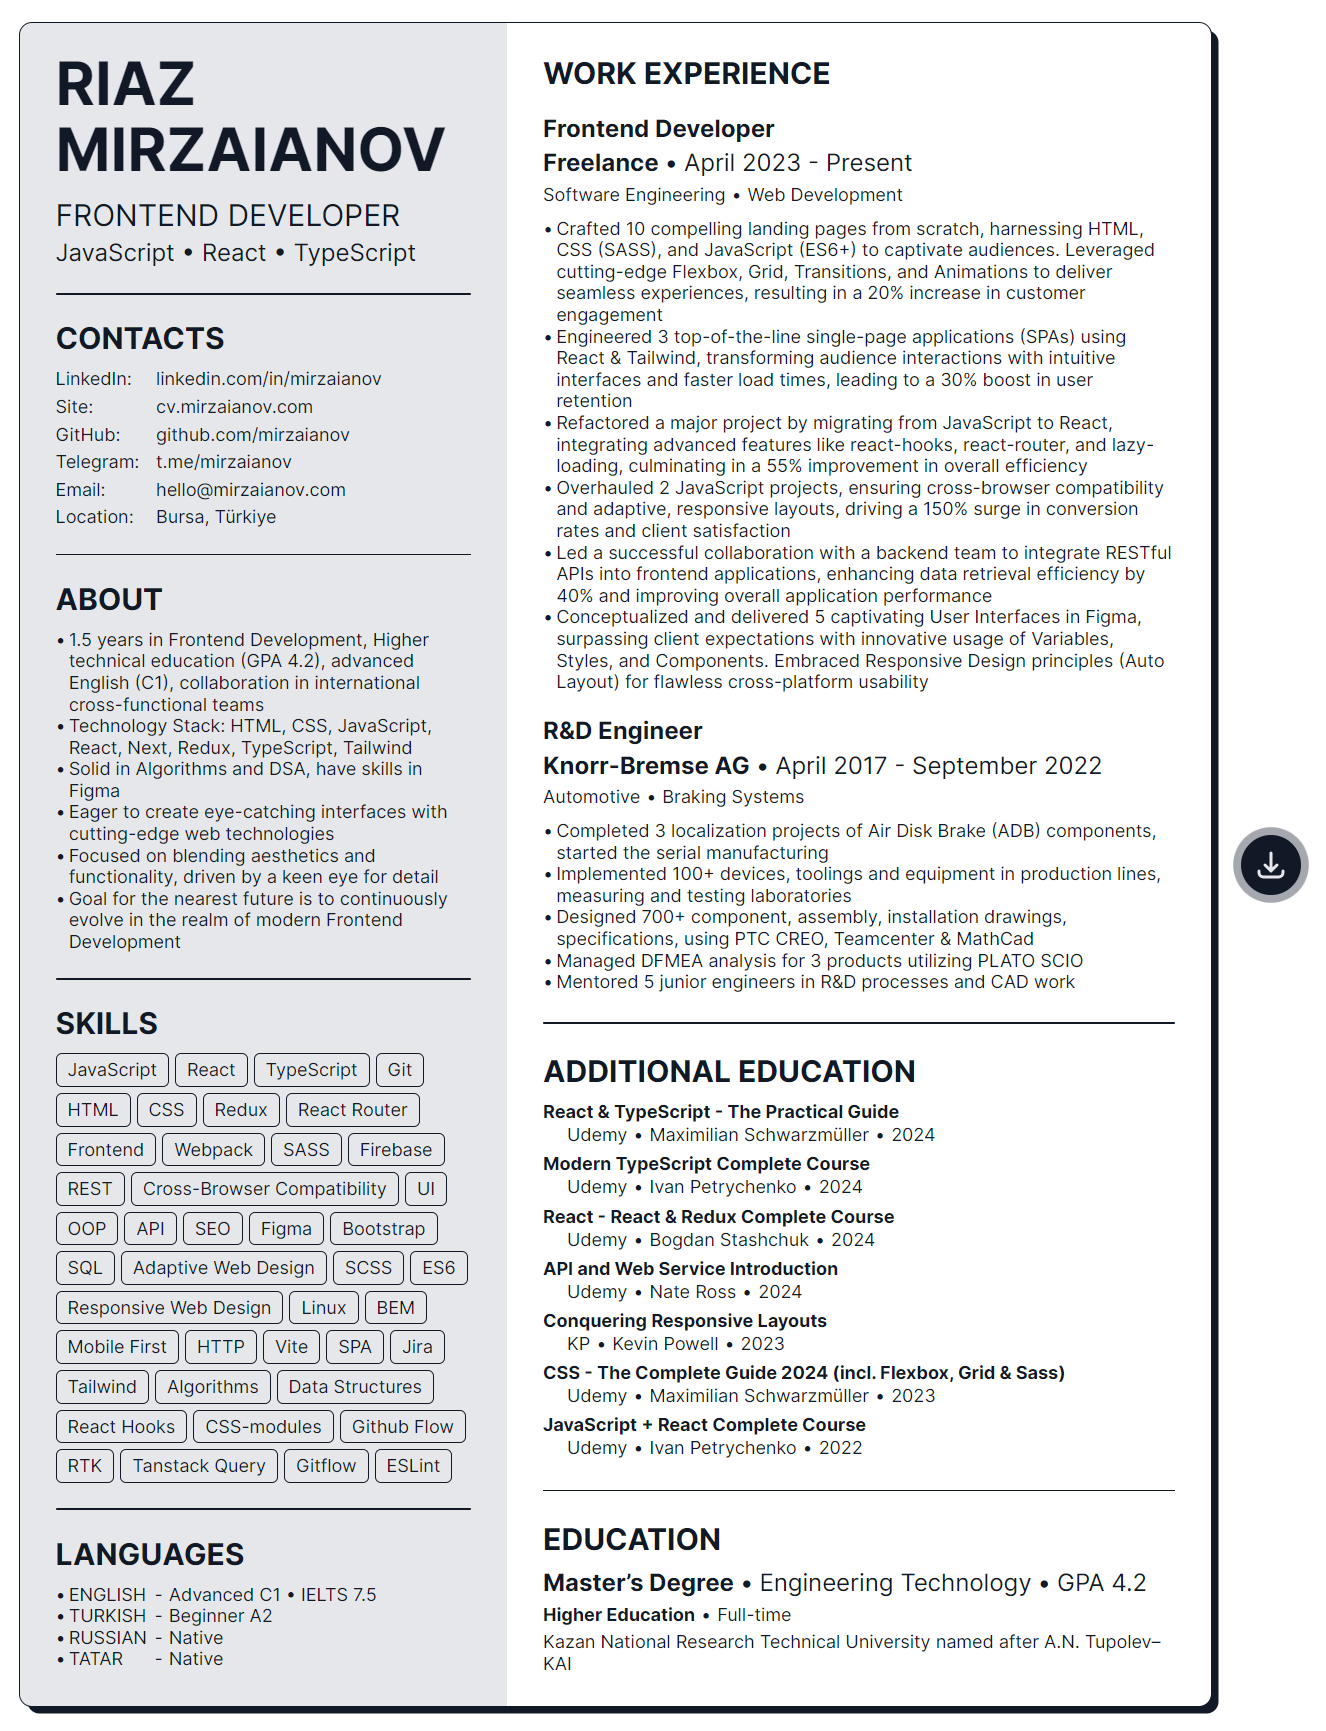 RIAZ
MIRZAIANOV
FRONTEND DEVELOPER
JavaScript • React • TypeScript
CONTACTS
LinkedIn: linkedin.com/in/mirzaianov
Site: cv.mirzaianov.com
GitHub: github.com/mirzaianov
Telegram: t.me/mirzaianov
Email: hello@mirzaianov.com
Location: Bursa, Türkiye
ABOUT
• 1.5 years in Frontend Development, Higher
technical education (GPA 4.2), advanced
English (C1), collaboration in international
cross-functional teams
• Technology Stack: HTML, CSS, JavaScript,
React, Next, Redux, TypeScript, Tailwind
• Solid in Algorithms and DSA, have skills in
Figma
• Eager to create eye-catching interfaces with
cutting-edge web technologies
• Focused on blending aesthetics and
functionality, driven by a keen eye for detail
• Goal for the nearest future is to continuously
evolve in the realm of modern Frontend
Development
SKILLS
JavaScript React TypeScript Git
HTML CSS Redux React Router
Frontend Webpack SASS Firebase
REST Cross-Browser Compatibility UI
OOP API SEO Figma Bootstrap
SQL Adaptive Web Design SCSS ES6
Responsive Web Design Linux BEM
Mobile First HTTP Vite SPA Jira
Tailwind Algorithms Data Structures
React Hooks CSS-modules Github Flow
RTK Tanstack Query Gitflow ESLint
LANGUAGES
• ENGLISH - Advanced C1 • IELTS 7.5
• TURKISH - Beginner A2
• RUSSIAN - Native
• TATAR - Native
WORK EXPERIENCE
Frontend Developer
Freelance • April 2023 - Present
Software Engineering • Web Development
• Crafted 10 compelling landing pages from scratch, harnessing HTML,
CSS (SASS), and JavaScript (ES6+) to captivate audiences. Leveraged
cutting-edge Flexbox, Grid, Transitions, and Animations to deliver
seamless experiences, resulting in a 20% increase in customer
engagement
• Engineered 3 top-of-the-line single-page applications (SPAs) using
React & Tailwind, transforming audience interactions with intuitive
interfaces and faster load times, leading to a 30% boost in user
retention
• Refactored a major project by migrating from JavaScript to React,
integrating advanced features like react-hooks, react-router, and lazy-
loading, culminating in a 55% improvement in overall efficiency
• Overhauled 2 JavaScript projects, ensuring cross-browser compatibility
and adaptive, responsive layouts, driving a 150% surge in conversion
rates and client satisfaction
• Led a successful collaboration with a backend team to integrate RESTful
APIs into frontend applications, enhancing data retrieval efficiency by
40% and improving overall application performance
• Conceptualized and delivered 5 captivating User Interfaces in Figma,
surpassing client expectations with innovative usage of Variables,
Styles, and Components. Embraced Responsive Design principles (Auto
Layout) for flawless cross-platform usability
R&D Engineer
Knorr-Bremse AG • April 2017 - September 2022
Automotive • Braking Systems
• Completed 3 localization projects of Air Disk Brake (ADB) components,
started the serial manufacturing
• Implemented 100+ devices, toolings and equipment in production lines,
measuring and testing laboratories
• Designed 700+ component, assembly, installation drawings,
specifications, using PTC CREO, Teamcenter & MathCad
• Managed DFMEA analysis for 3 products utilizing PLATO SCIO
• Mentored 5 junior engineers in R&D processes and CAD work
ADDITIONAL EDUCATION
React & TypeScript - The Practical Guide
Udemy • Maximilian Schwarzmüller • 2024
Modern TypeScript Complete Course
Udemy • Ivan Petrychenko • 2024
React - React & Redux Complete Course
Udemy • Bogdan Stashchuk • 2024
API and Web Service Introduction
Udemy • Nate Ross • 2024
Conquering Responsive Layouts
KP • Kevin Powell • 2023
CSS - The Complete Guide 2024 (incl. Flexbox, Grid & Sass)
Udemy • Maximilian Schwarzmüller • 2023
JavaScript + React Complete Course
Udemy • Ivan Petrychenko • 2022
EDUCATION
Master’s Degree • Engineering Technology • GPA 4.2
Higher Education • Full-time
Kazan National Research Technical University named after A.N. Tupolev–
KAI